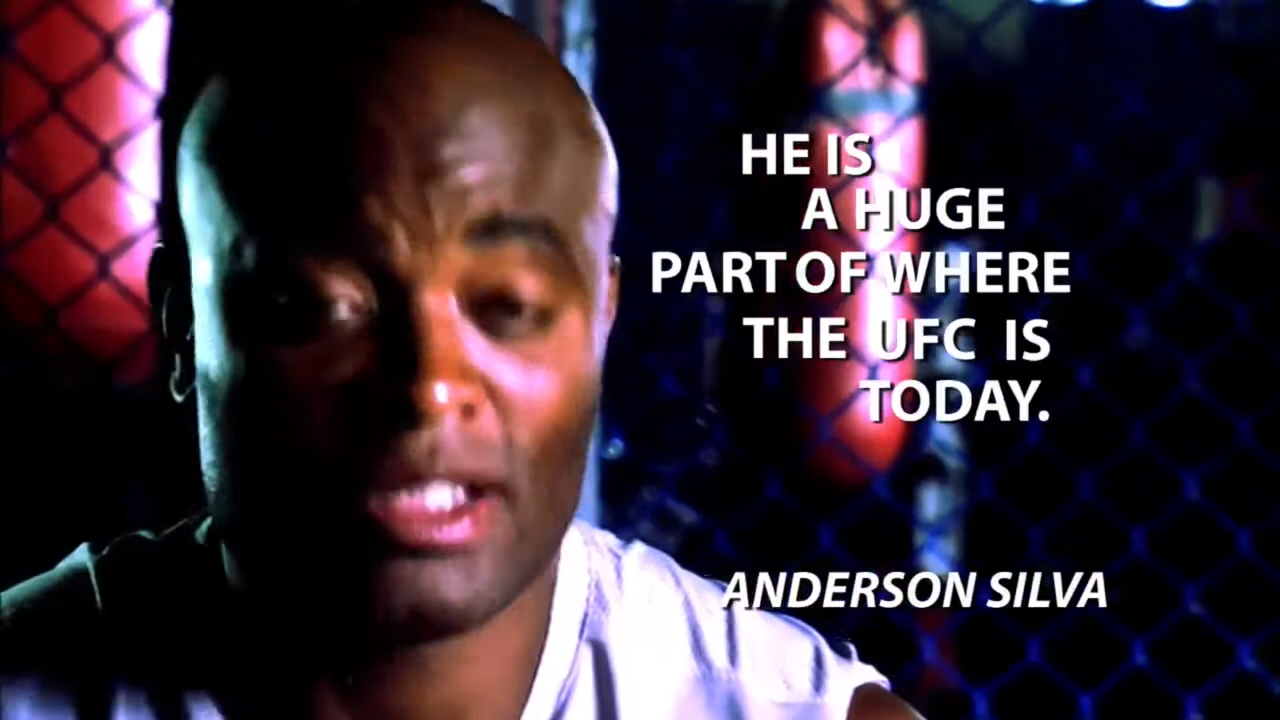 HE IS
A HUGE
PART OF WHERE
THE UFC IS
TODAY.
ANDERSON SILVA